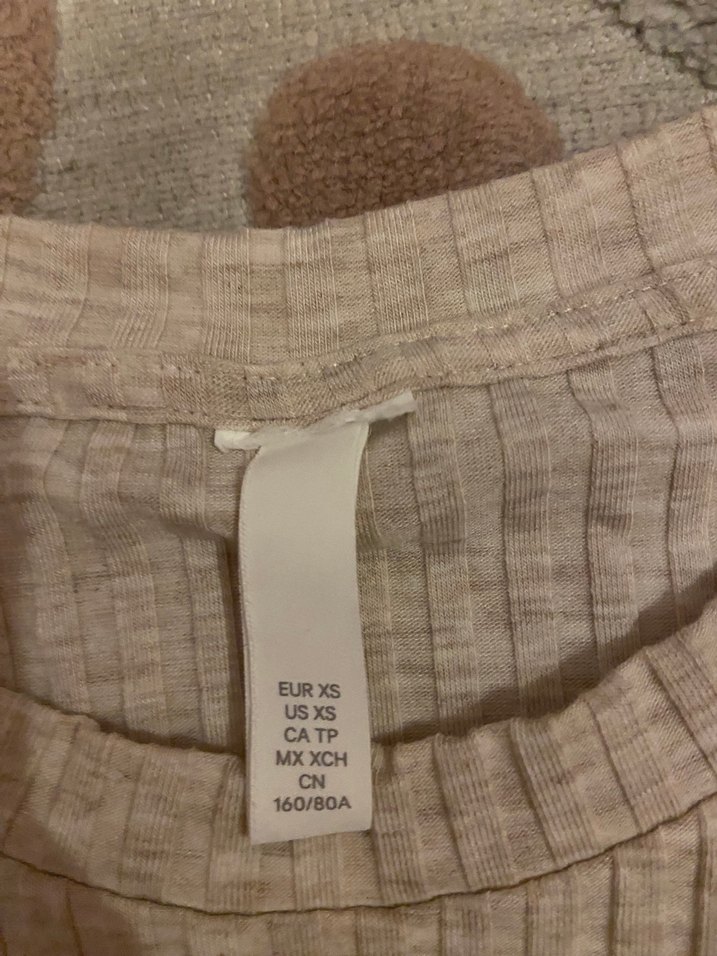 EUR XS
US XS
CA TP
MX XCH
CN
160/80A